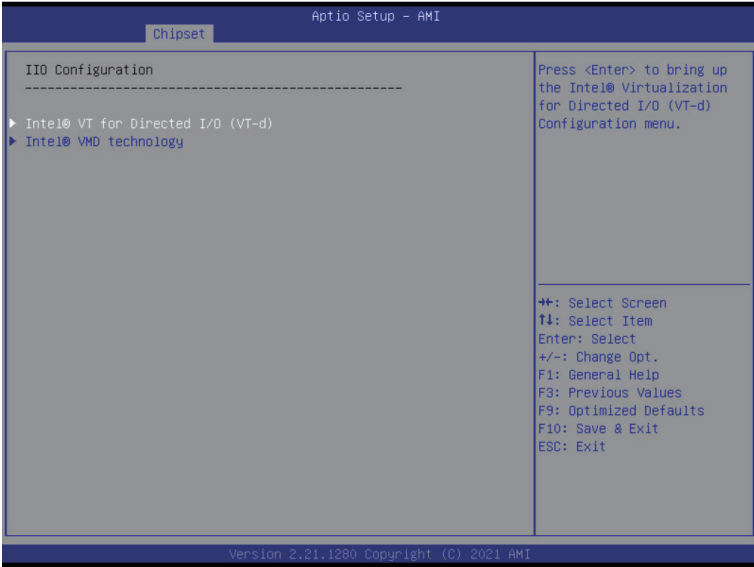 Aptio Setup – AMI
Chipset
IIO Configuration
--------------------------------------------------
Intel® VT for Directed I/O (VT-d)
Intel® VMD technology
Press <Enter> to bring up
the Intel® Virtualization
for Directed I/O (VT-d)
Configuration menu.
→←: Select Screen
↑↓: Select Item
Enter: Select
+/-: Change Opt.
F1: General Help
F3: Previous Values
F9: Optimized Defaults
F10: Save & Exit
ESC: Exit
Version 2.21.1280 Copyright (C) 2021 AMI